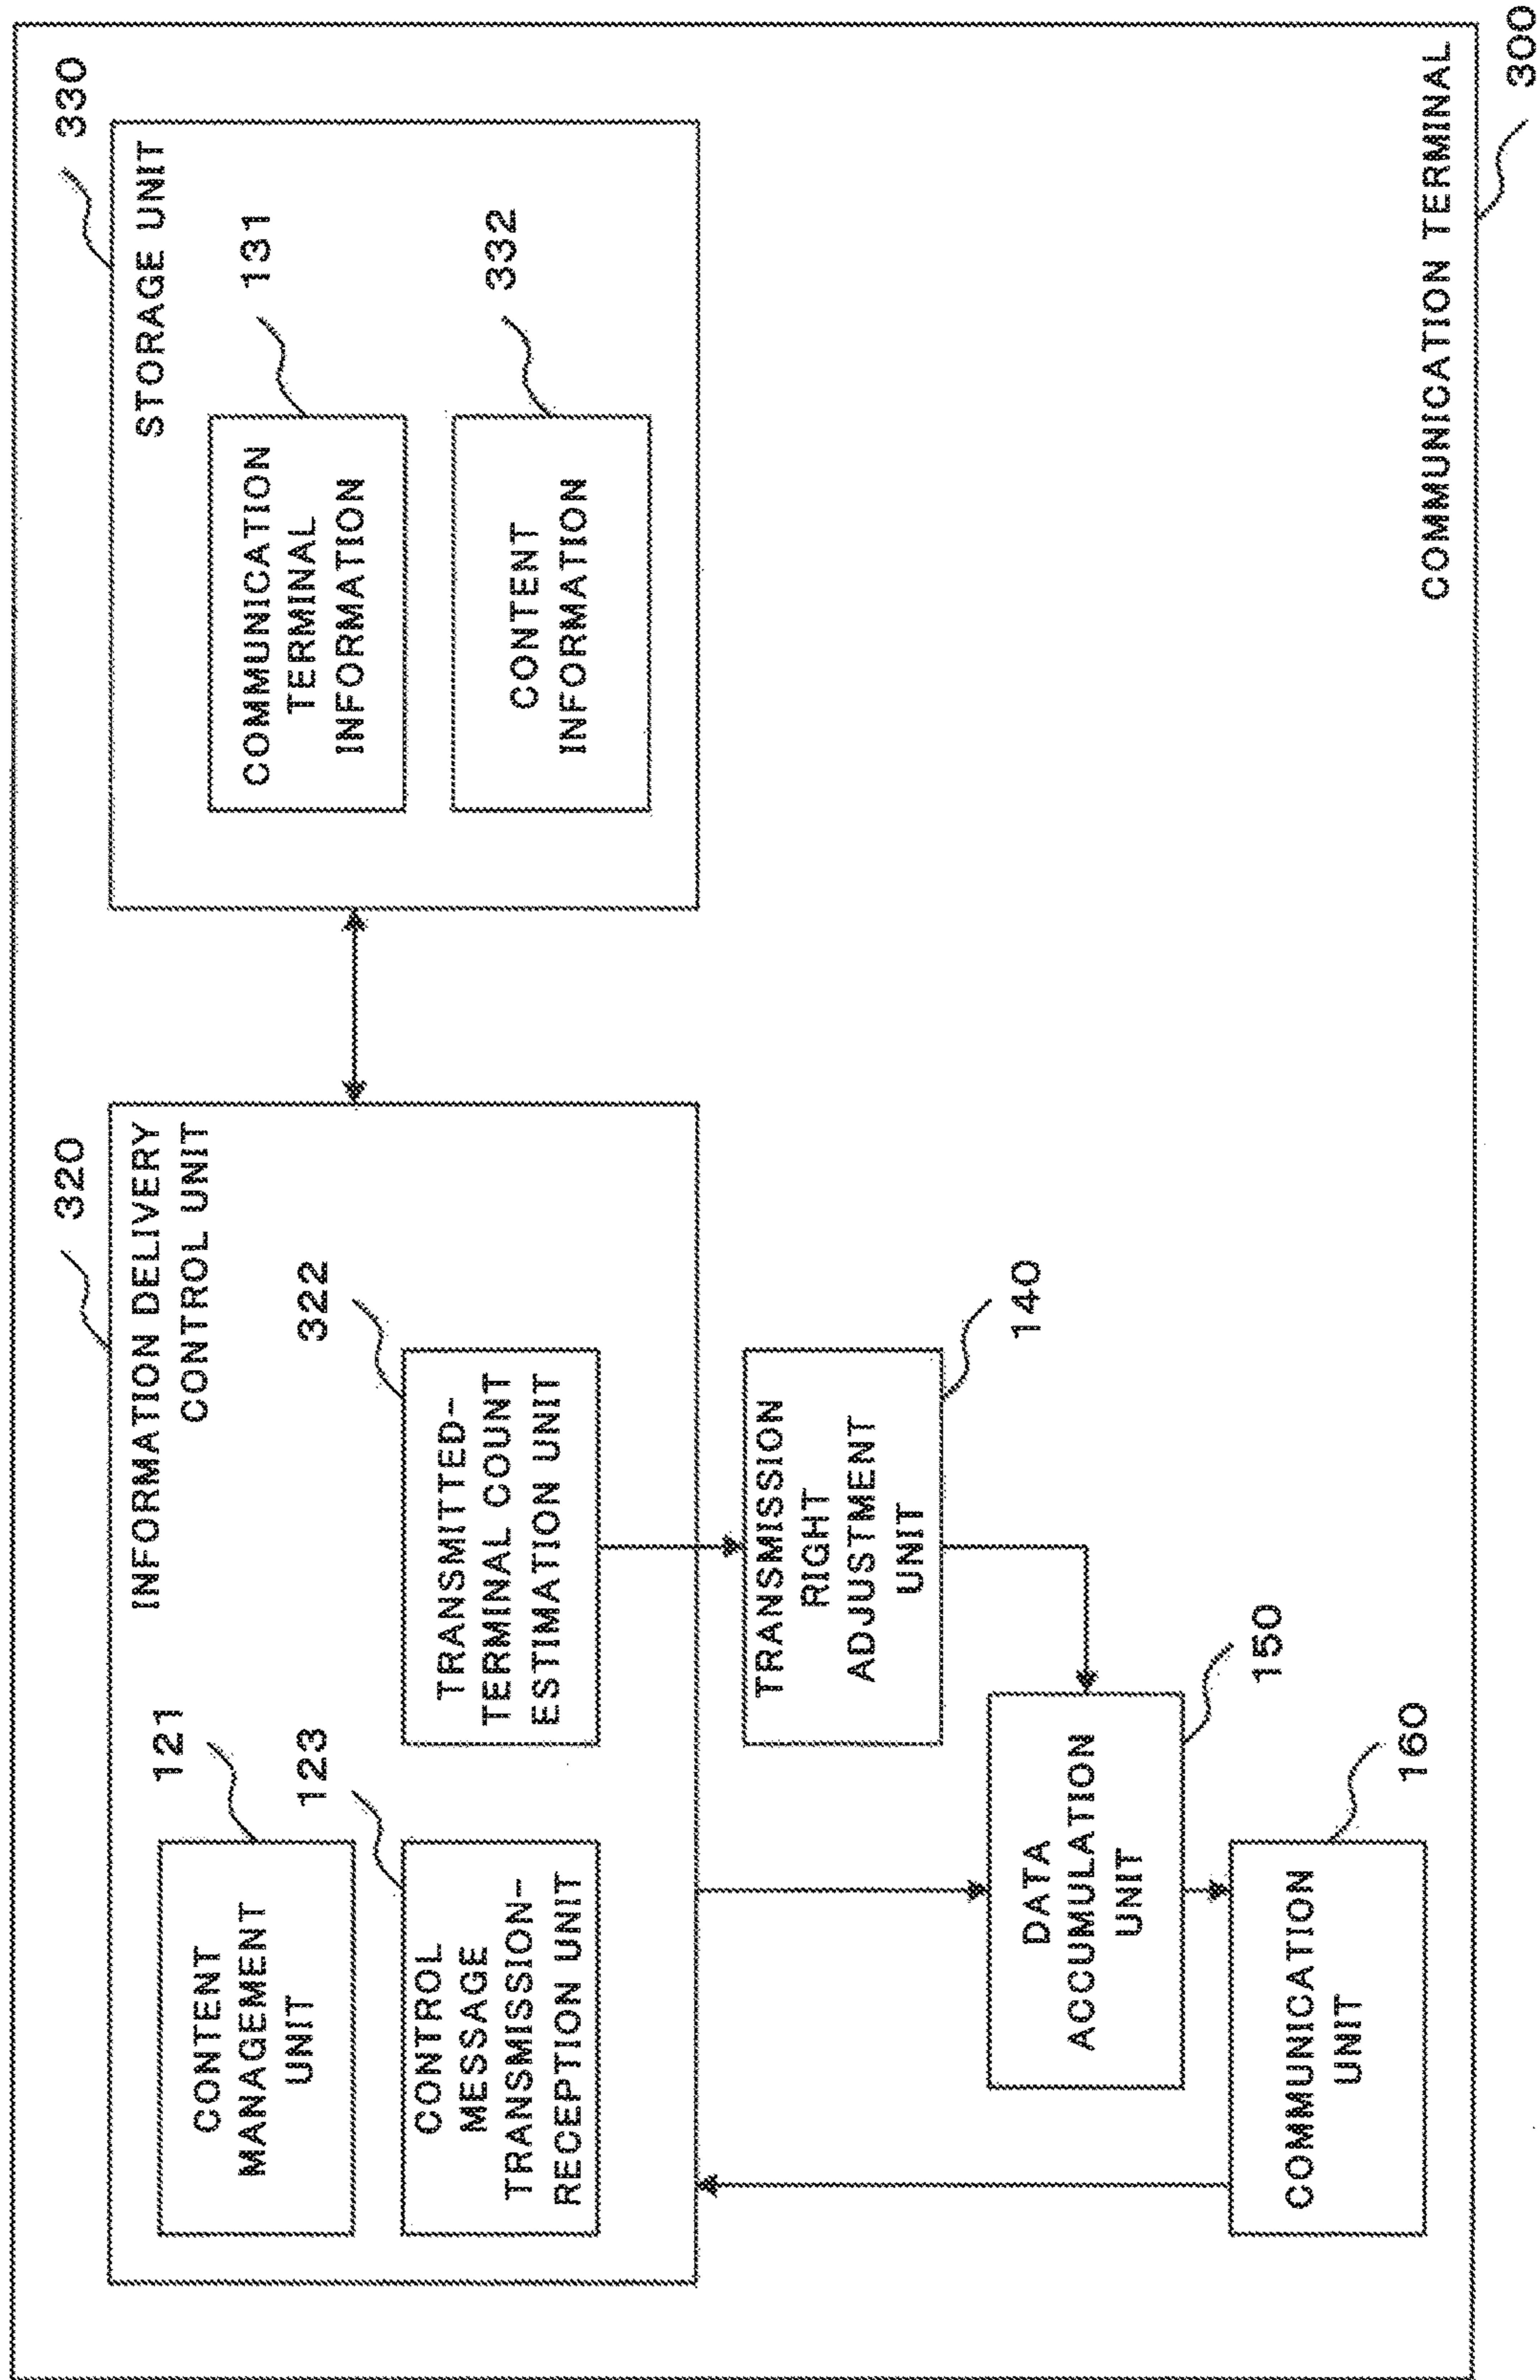 320
INFORMATION DELIVERY
CONTROL UNIT
121
CONTENT
MANAGEMENT
UNIT
123
CONTROL
MESSAGE
TRANSMISSION-
RECEPTION UNIT
322
TRANSMITTED-
TERMINAL COUNT
ESTIMATION UNIT
330
STORAGE UNIT
131
COMMUNICATION
TERMINAL
INFORMATION
332
CONTENT
INFORMATION
TRANSMISSION
RIGHT
ADJUSTMENT
UNIT
140
DATA
ACCUMULATION
UNIT
150
COMMUNICATION
UNIT
160
COMMUNICATION TERMINAL
300